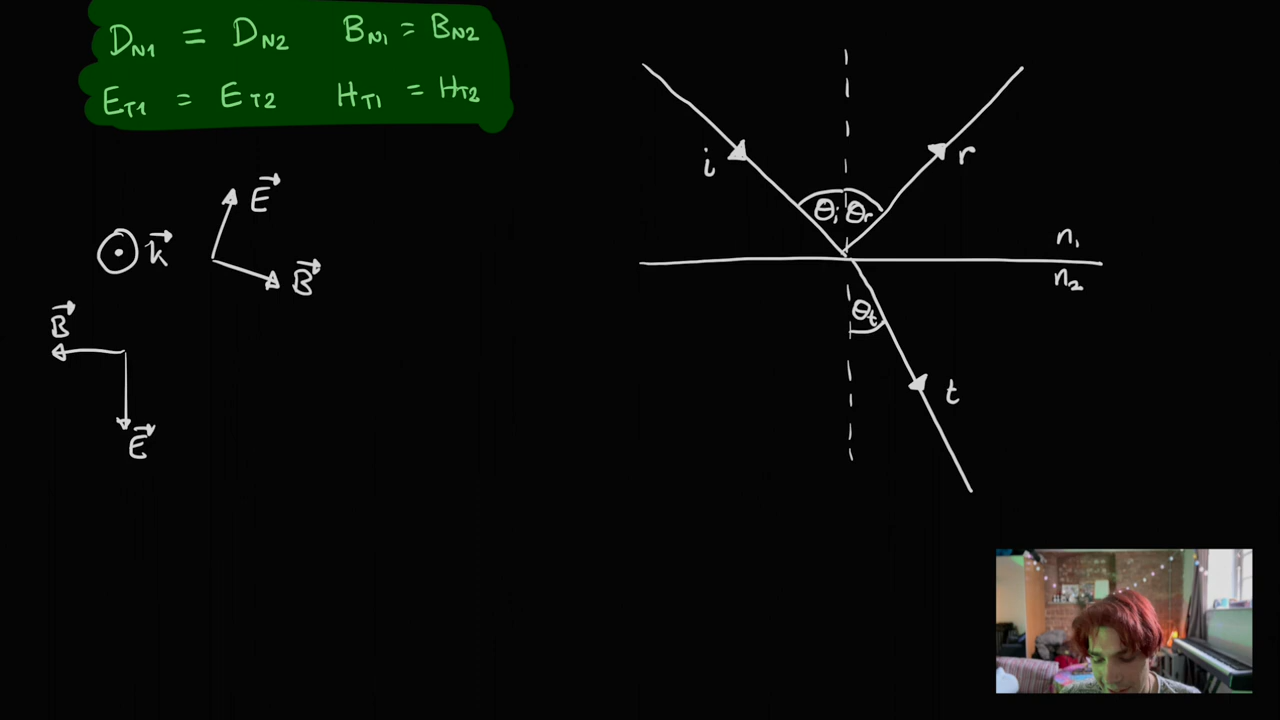 D_N1 = D_N2 B_N1 = B_N2
E_T1 = E_T2 H_T1 = H_T2
i r
θi θr
n₁
n₂
θt
t
E⃗
k⃗
B⃗
B⃗
E⃗